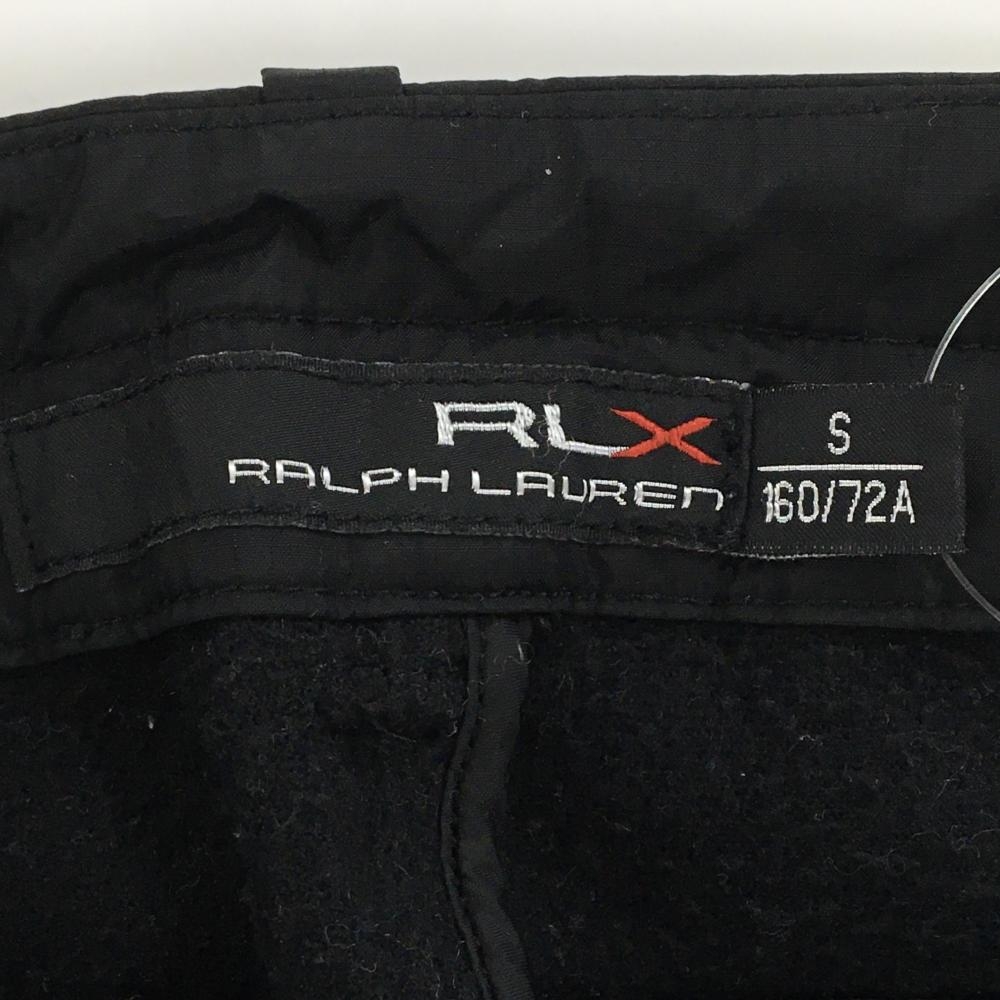 RLX
RALPH LAUREN
S
160/72A